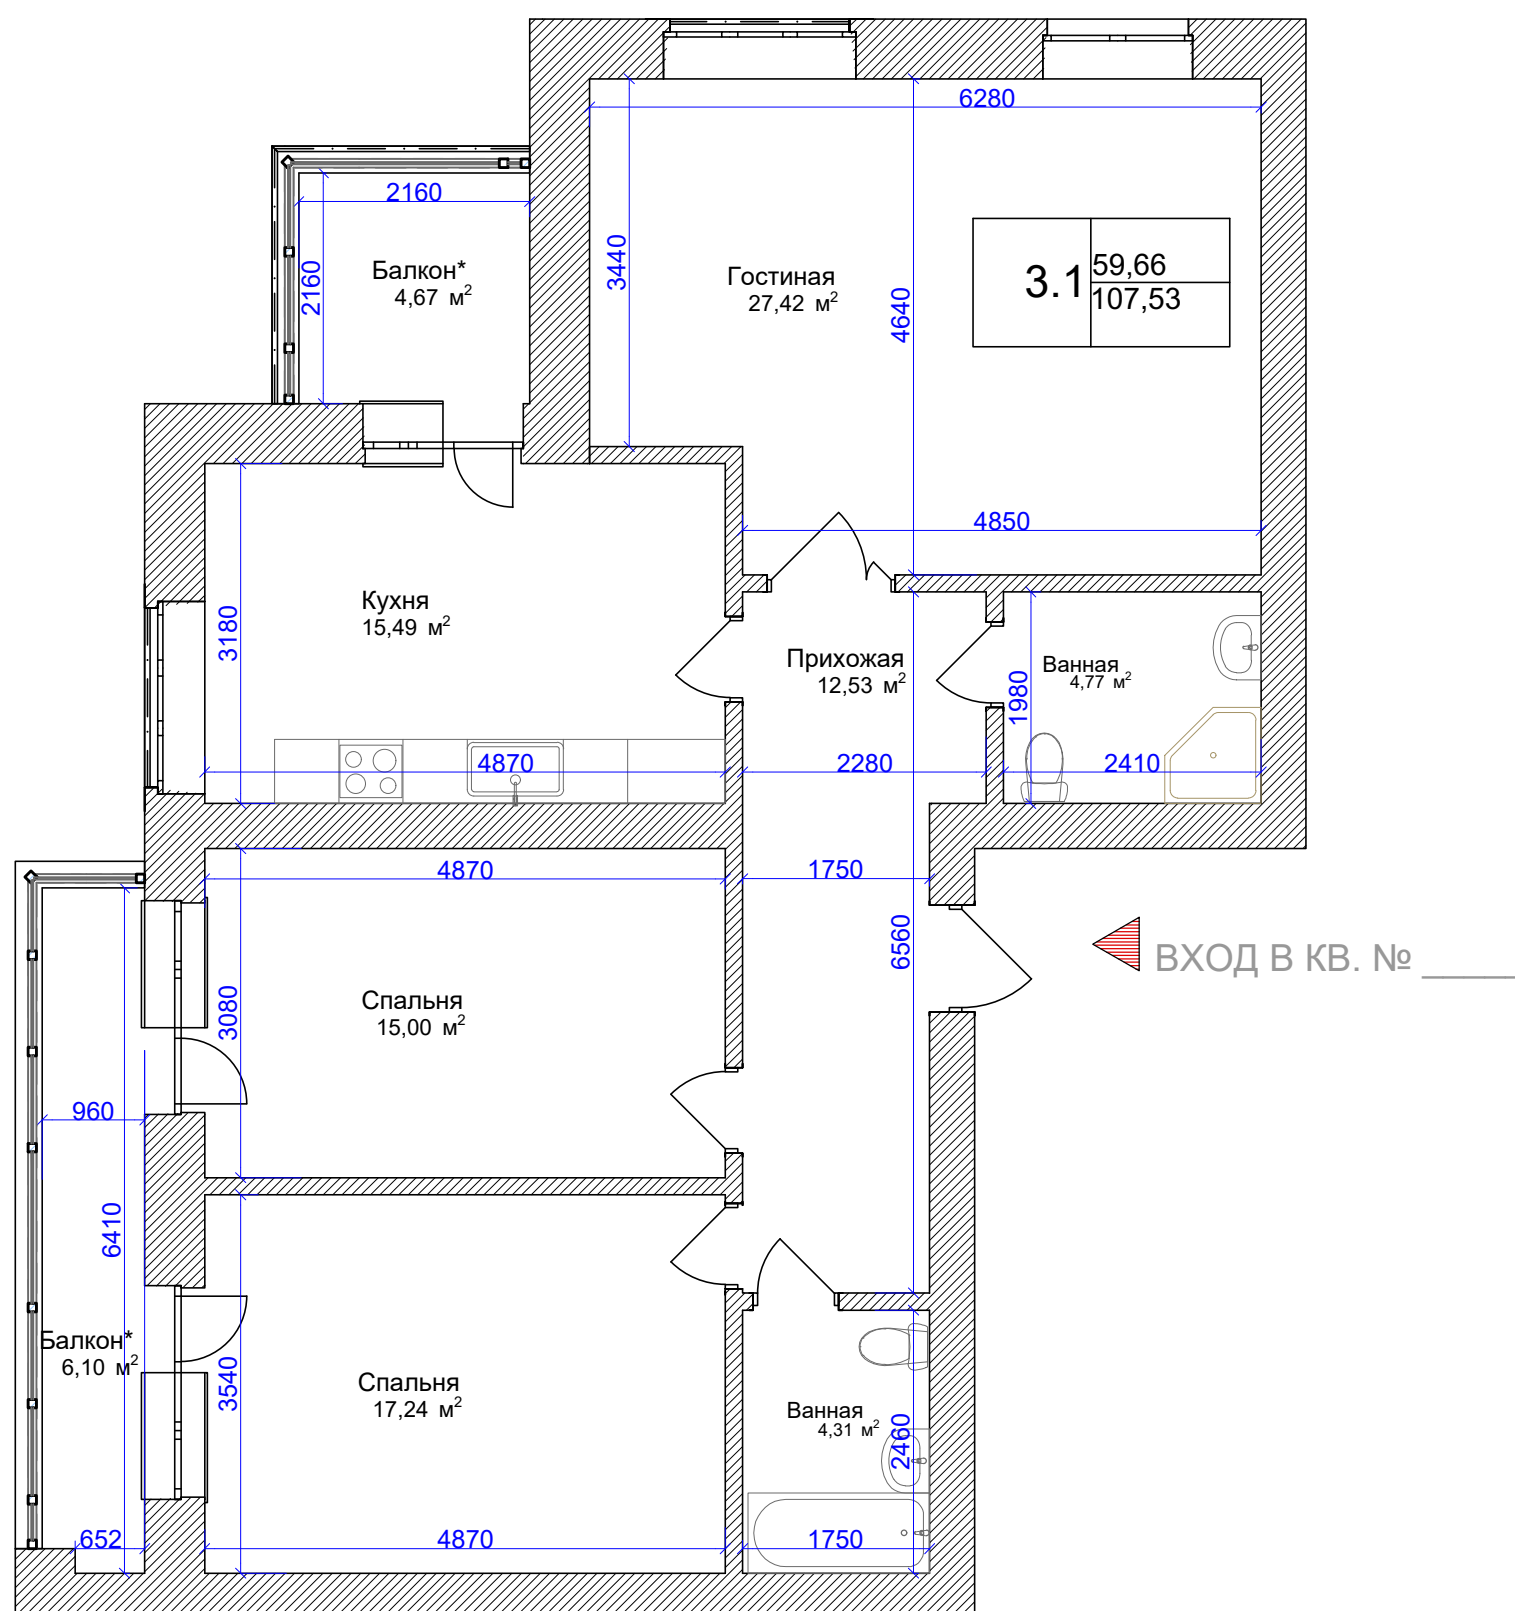 6280
2160
Балкон*
4,67 м²
2160
3440
Гостиная
27,42 м²
4640
3.1
59,66
107,53
4850
Кухня
15,49 м²
3180
4870
Прихожая
12,53 м²
2280
Ванная
4,77 м²
1980
2410
4870
1750
6560
ВХОД В КВ. № _____
Спальня
15,00 м²
3080
960
6410
Балкон*
6,10 м²
652
Спальня
17,24 м²
3540
4870
Ванная
4,31 м²
2460
1750